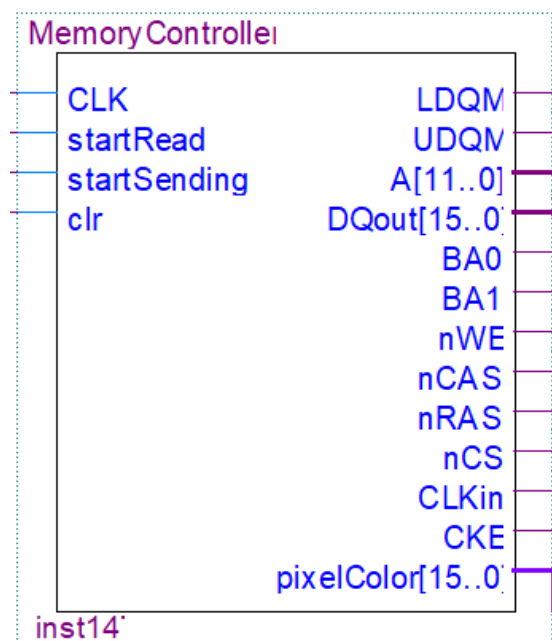 MemoryController
CLK LDQM
startRead UDQM
startSending A[11..0]
clr DQout[15..0]
BA0
BA1
nWE
nCAS
nRAS
nCS
CLKin
CKE
pixelColor[15..0]
inst14